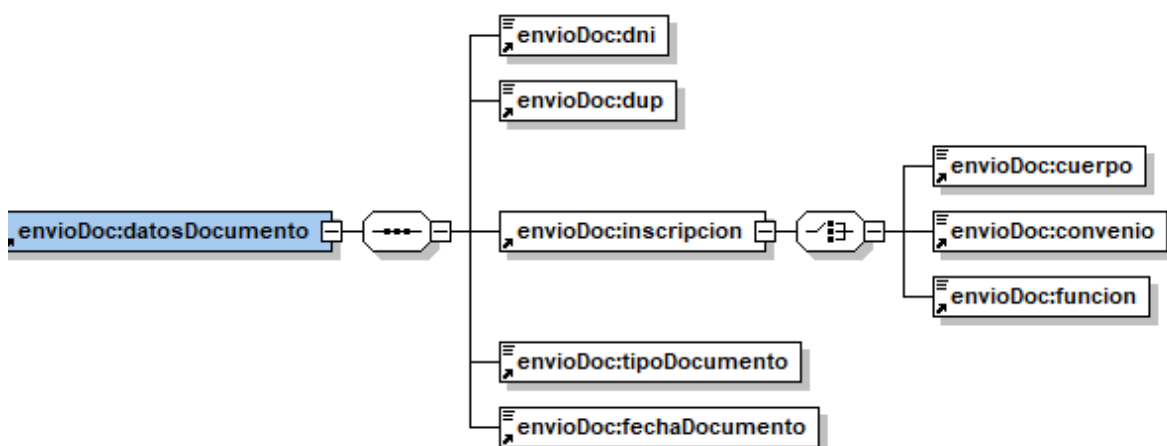 envioDoc:dni
envioDoc:dup
envioDoc:cuerpo
envioDoc:datosDocumento
envioDoc:inscripcion
envioDoc:convenio
envioDoc:funcion
envioDoc:tipoDocumento
envioDoc:fechaDocumento